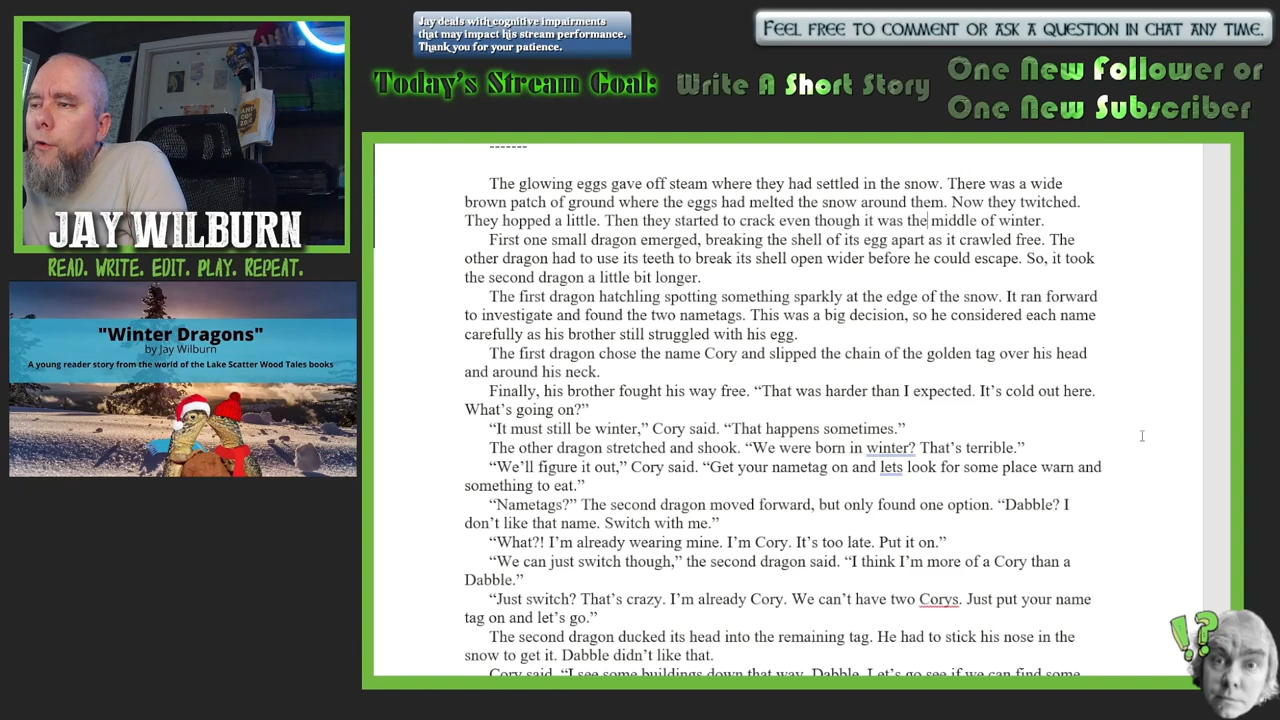 Jay deals with cognitive impairments
that may impact his stream performance.
Thank you for your patience.
Feel free to comment or ask a question in chat any time.
Today's Stream Goal:
Write A Short Story
One New Follower or
One New Subscriber
JAY WILBURN
READ. WRITE. EDIT. PLAY. REPEAT.
"Winter Dragons"
by Jay Wilburn
A young reader story from the world of the Lake Scatter Wood Tales books
-------
The glowing eggs gave off steam where they had settled in the snow. There was a wide
brown patch of ground where the eggs had melted the snow around them. Now they twitched.
They hopped a little. Then they started to crack even though it was the middle of winter.
First one small dragon emerged, breaking the shell of its egg apart as it crawled free. The
other dragon had to use its teeth to break its shell open wider before he could escape. So, it took
the second dragon a little bit longer.
The first dragon hatchling spotting something sparkly at the edge of the snow. It ran forward
to investigate and found the two nametags. This was a big decision, so he considered each name
carefully as his brother still struggled with his egg.
The first dragon chose the name Cory and slipped the chain of the golden tag over his head
and around his neck.
Finally, his brother fought his way free. “That was harder than I expected. It’s cold out here.
What’s going on?”
“It must still be winter,” Cory said. “That happens sometimes.”
The other dragon stretched and shook. “We were born in winter? That’s terrible.”
“We’ll figure it out,” Cory said. “Get your nametag on and lets look for some place warn and
something to eat.”
“Nametags?” The second dragon moved forward, but only found one option. “Dabble? I
don’t like that name. Switch with me.”
“What?! I’m already wearing mine. I’m Cory. It’s too late. Put it on.”
“We can just switch though,” the second dragon said. “I think I’m more of a Cory than a
Dabble.”
“Just switch? That’s crazy. I’m already Cory. We can’t have two Corys. Just put your name
tag on and let’s go.”
The second dragon ducked its head into the remaining tag. He had to stick his nose in the
snow to get it. Dabble didn’t like that.
Cory said, “I see some buildings down that way, Dabble. Let’s go see if we can find some
!?